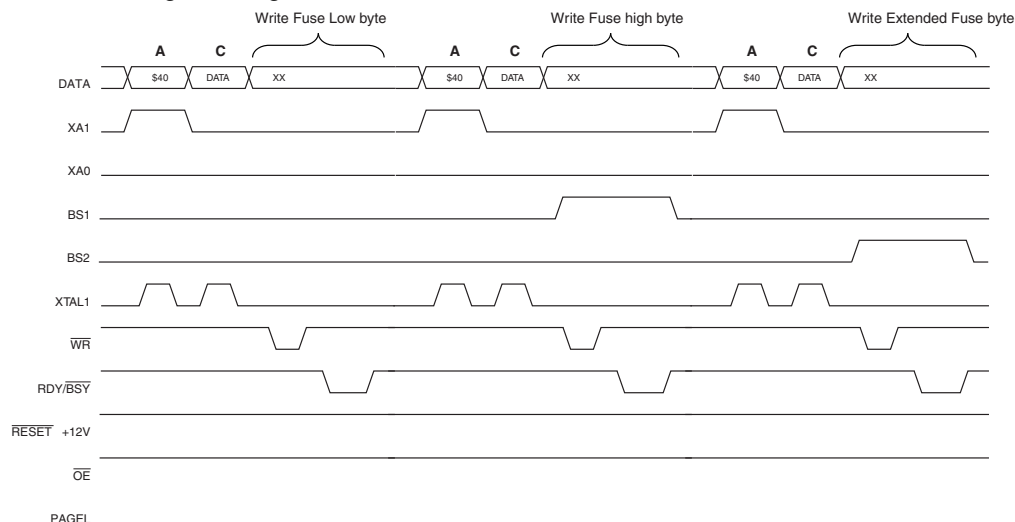 Write Fuse Low byte Write Fuse high byte Write Extended Fuse byte
A C A C A C
DATA $40 DATA XX $40 DATA XX $40 DATA XX
XA1
XA0
BS1
BS2
XTAL1
WR
RDY/BSY
RESET +12V
OE
PAGEL